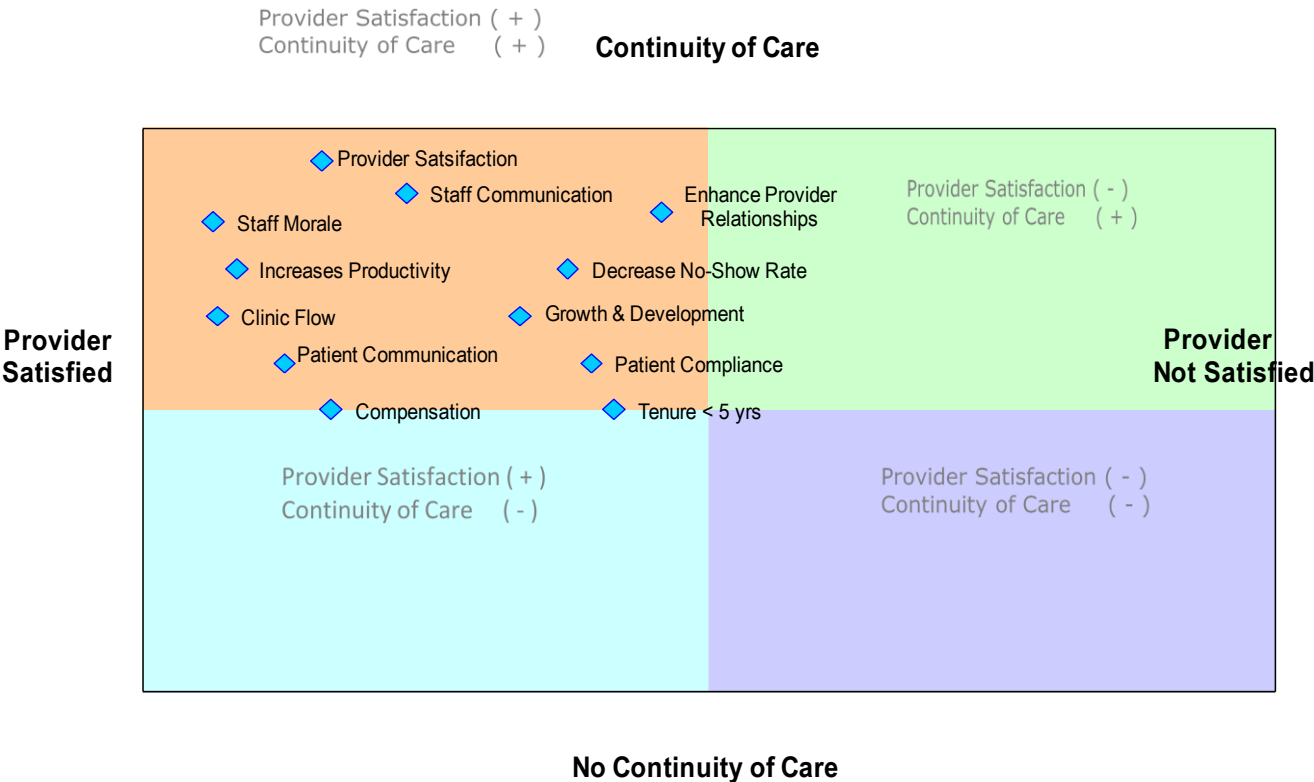 Provider Satisfaction ( + )
Continuity of Care ( + )
Continuity of Care
Provider Satsifaction
Staff Communication
Enhance Provider
Relationships
Provider Satisfaction ( - )
Continuity of Care ( + )
Staff Morale
Increases Productivity
Decrease No-Show Rate
Clinic Flow
Growth & Development
Provider
Satisfied
Provider
Not Satisfied
Patient Communication
Patient Compliance
Compensation
Tenure < 5 yrs
Provider Satisfaction ( + )
Continuity of Care ( - )
Provider Satisfaction ( - )
Continuity of Care ( - )
No Continuity of Care